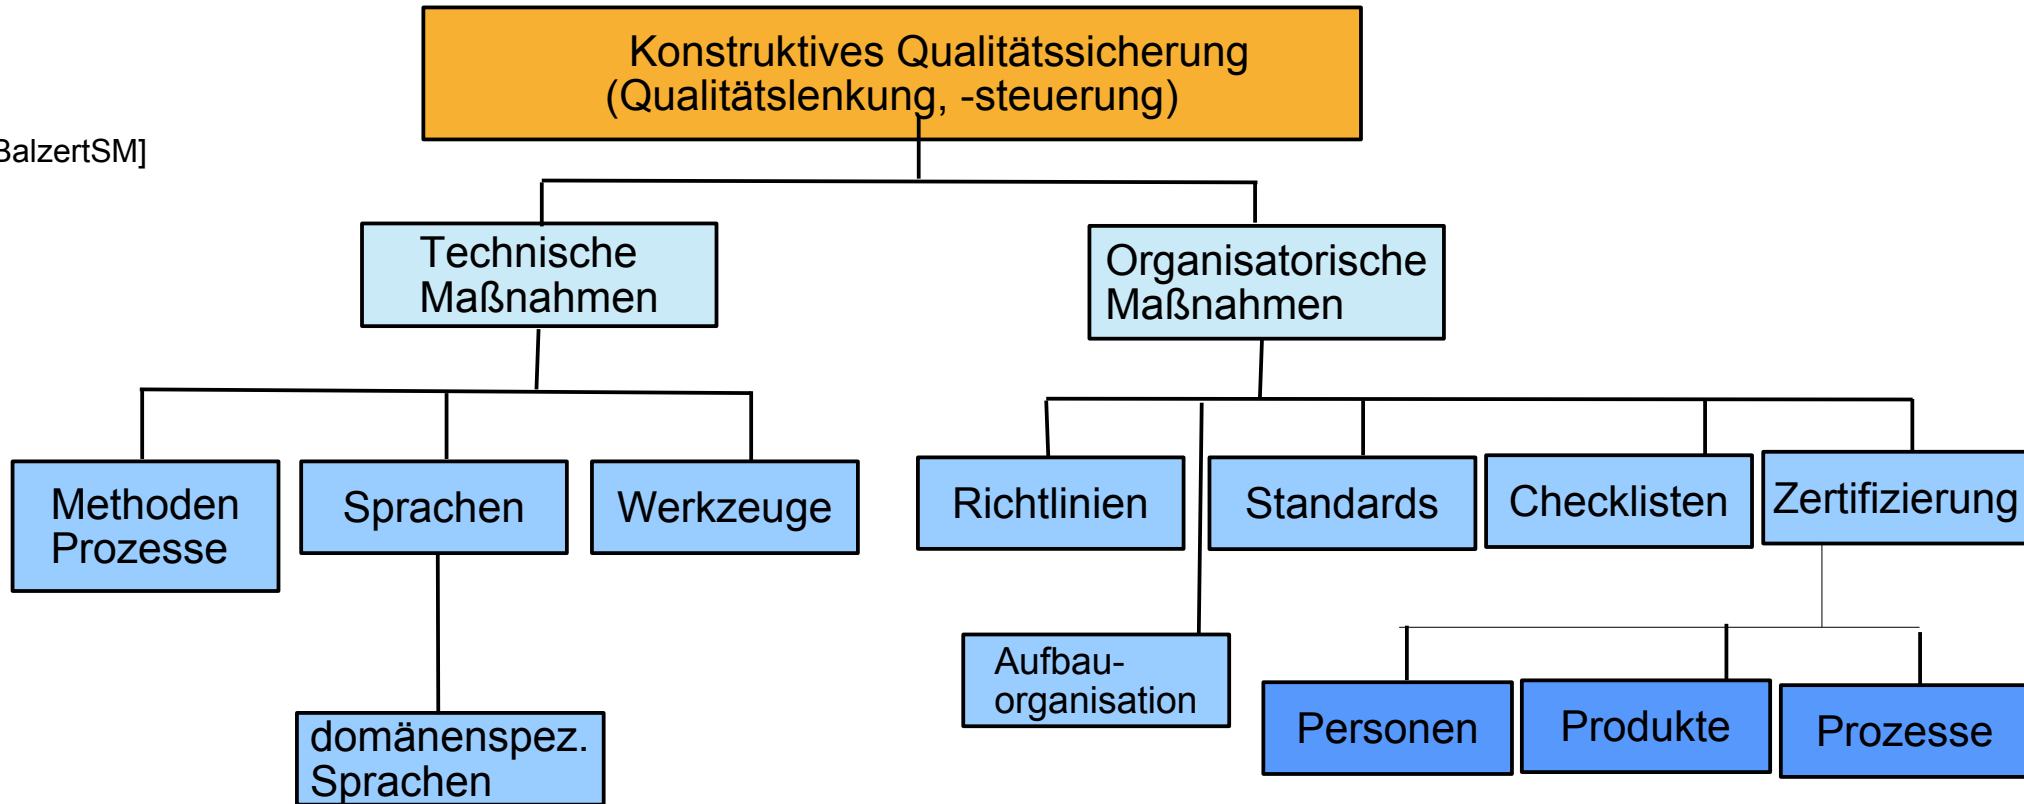 Konstruktives Qualitätssicherung
(Qualitätslenkung, -steuerung)
BalzertSM]
Technische
Maßnahmen
Organisatorische
Maßnahmen
Methoden
Prozesse
Sprachen
Werkzeuge
Richtlinien
Standards
Checklisten
Zertifizierung
Aufbau-
organisation
Personen
Produkte
Prozesse
domänenspez.
Sprachen